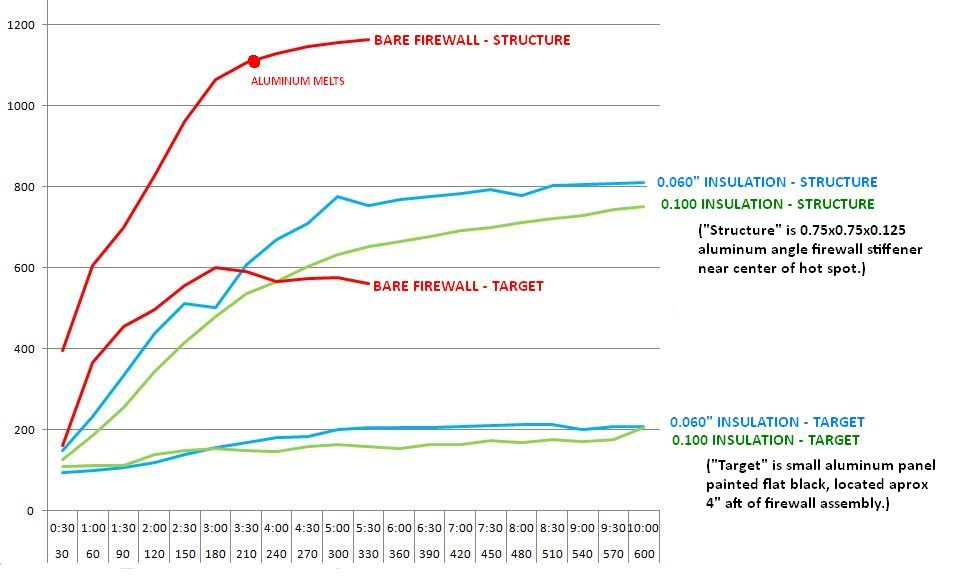 1200
BARE FIREWALL - STRUCTURE
ALUMINUM MELTS
1000
800
0.060" INSULATION - STRUCTURE
0.100 INSULATION - STRUCTURE
("Structure" is 0.75x0.75x0.125
aluminum angle firewall stiffener
near center of hot spot.)
600
BARE FIREWALL - TARGET
400
200
0.060" INSULATION - TARGET
0.100 INSULATION - TARGET
("Target" is small aluminum panel
painted flat black, located aprox
4" aft of firewall assembly.)
0
0:30 1:00 1:30 2:00 2:30 3:00 3:30 4:00 4:30 5:00 5:30 6:00 6:30 7:00 7:30 8:00 8:30 9:00 9:30 10:00
30 60 90 120 150 180 210 240 270 300 330 360 390 420 450 480 510 540 570 600